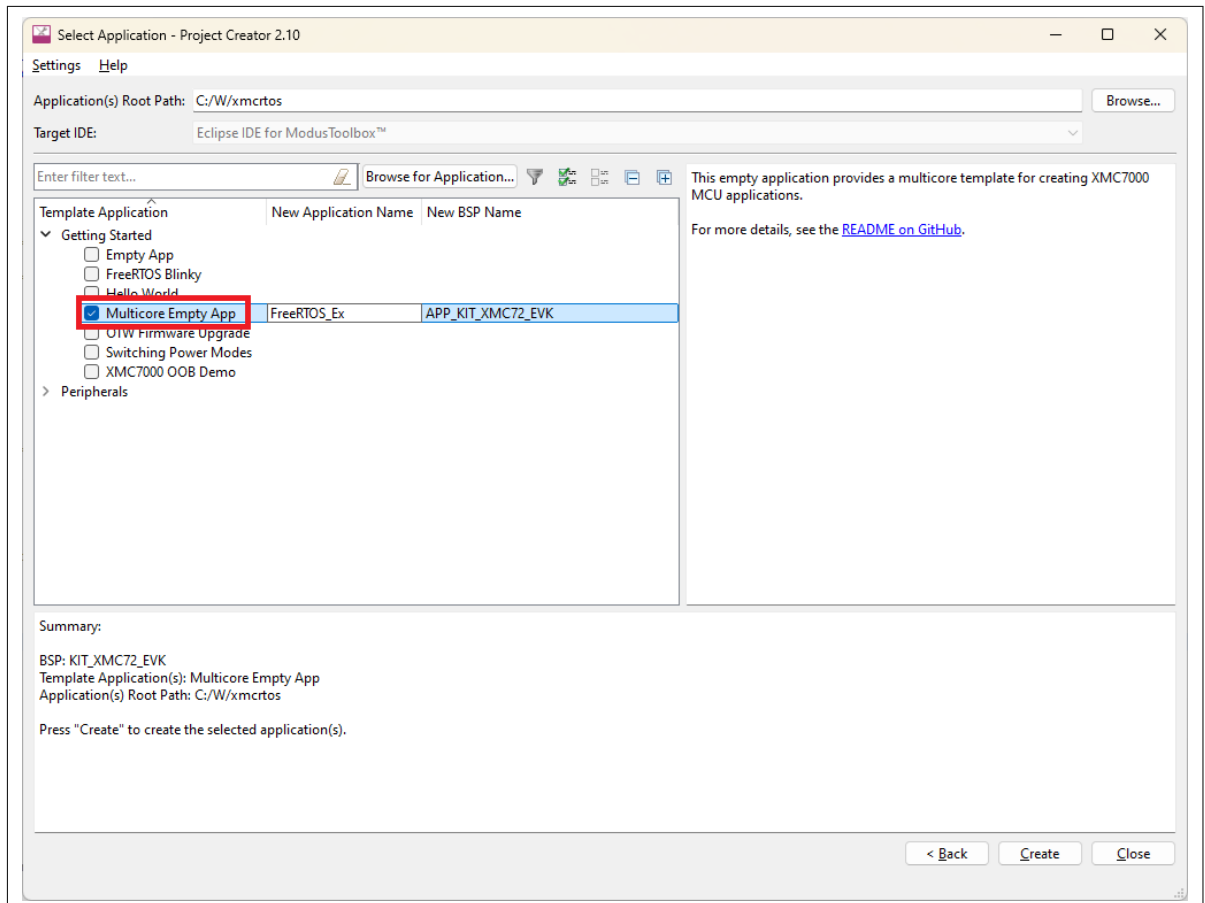 Select Application - Project Creator 2.10
Settings Help
Application(s) Root Path: C:/W/xmcrtos Browse...
Target IDE: Eclipse IDE for ModusToolbox™
Enter filter text... Browse for Application...
Template Application New Application Name New BSP Name
Getting Started
Empty App
FreeRTOS Blinky
Hello World
Multicore Empty App FreeRTOS_Ex APP_KIT_XMC72_EVK
OTW Firmware Upgrade
Switching Power Modes
XMC7000 OOB Demo
Peripherals
This empty application provides a multicore template for creating XMC7000
MCU applications.
For more details, see the README on GitHub.
Summary:
BSP: KIT_XMC72_EVK
Template Application(s): Multicore Empty App
Application(s) Root Path: C:/W/xmcrtos
Press "Create" to create the selected application(s).
< Back Create Close